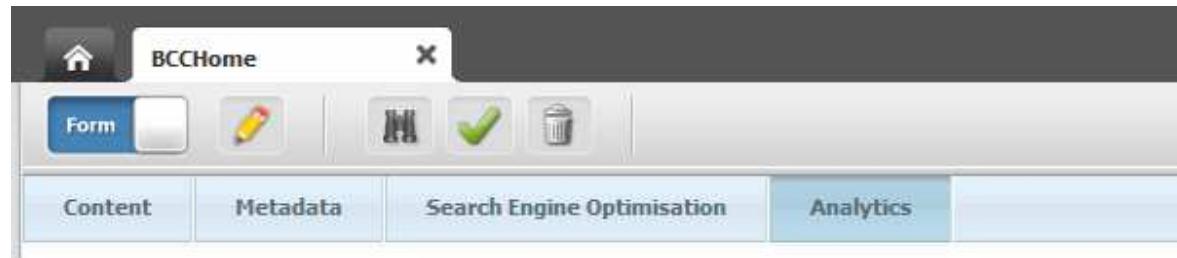 BCCHome
Form
Content Metadata Search Engine Optimisation Analytics